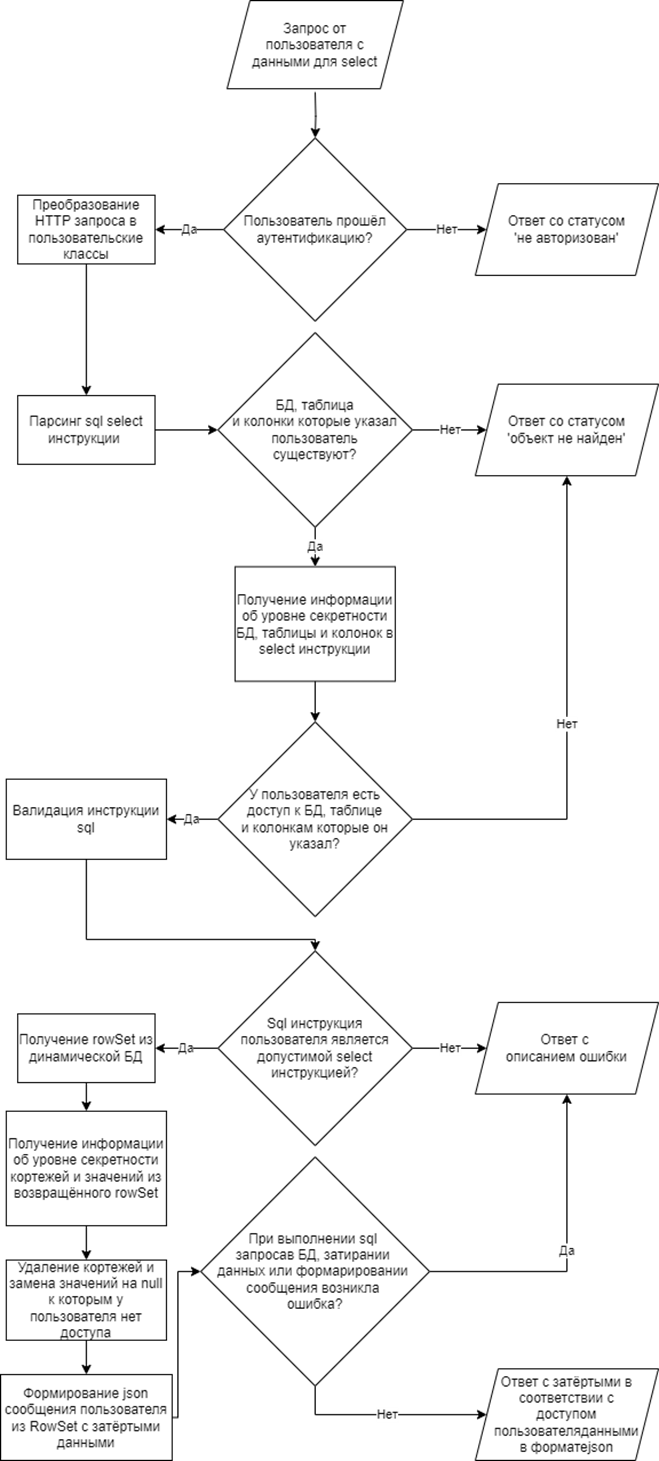 Запрос от
пользователя с
данными для select
Пользователь прошёл
аутентификацию?
Да
Нет
Преобразование
HTTP запроса в
пользовательские
классы
Ответ со статусом
'не авторизован'
Парсинг sql select
инструкции
БД, таблица
и колонки которые указал
пользователь
существуют?
Нет
Ответ со статусом
'объект не найден'
Да
Получение информации
об уровне секретности
БД, таблицы и колонок в
select инструкции
Нет
У пользователя есть
доступ к БД, таблице
и колонкам которые он
указал?
Да
Валидация инструкции
sql
Sql инструкция
пользователя является
допустимой select
инструкцией?
Да
Нет
Получение rowSet из
динамической БД
Ответ с
описанием ошибки
Получение информации
об уровне секретности
кортежей и значений из
возвращённого rowSet
При выполнении sql
запросав БД, затирании
данных или формарировании
сообщения возникла
ошибка?
Да
Удаление кортежей и
замена значений на null
к которым у
пользователя нет
доступа
Формирование json
сообщения пользователя
из RowSet с затёртыми
данными
Нет
Ответ с затёртыми в
соответствии с
доступом
пользователяданными
в форматеjson